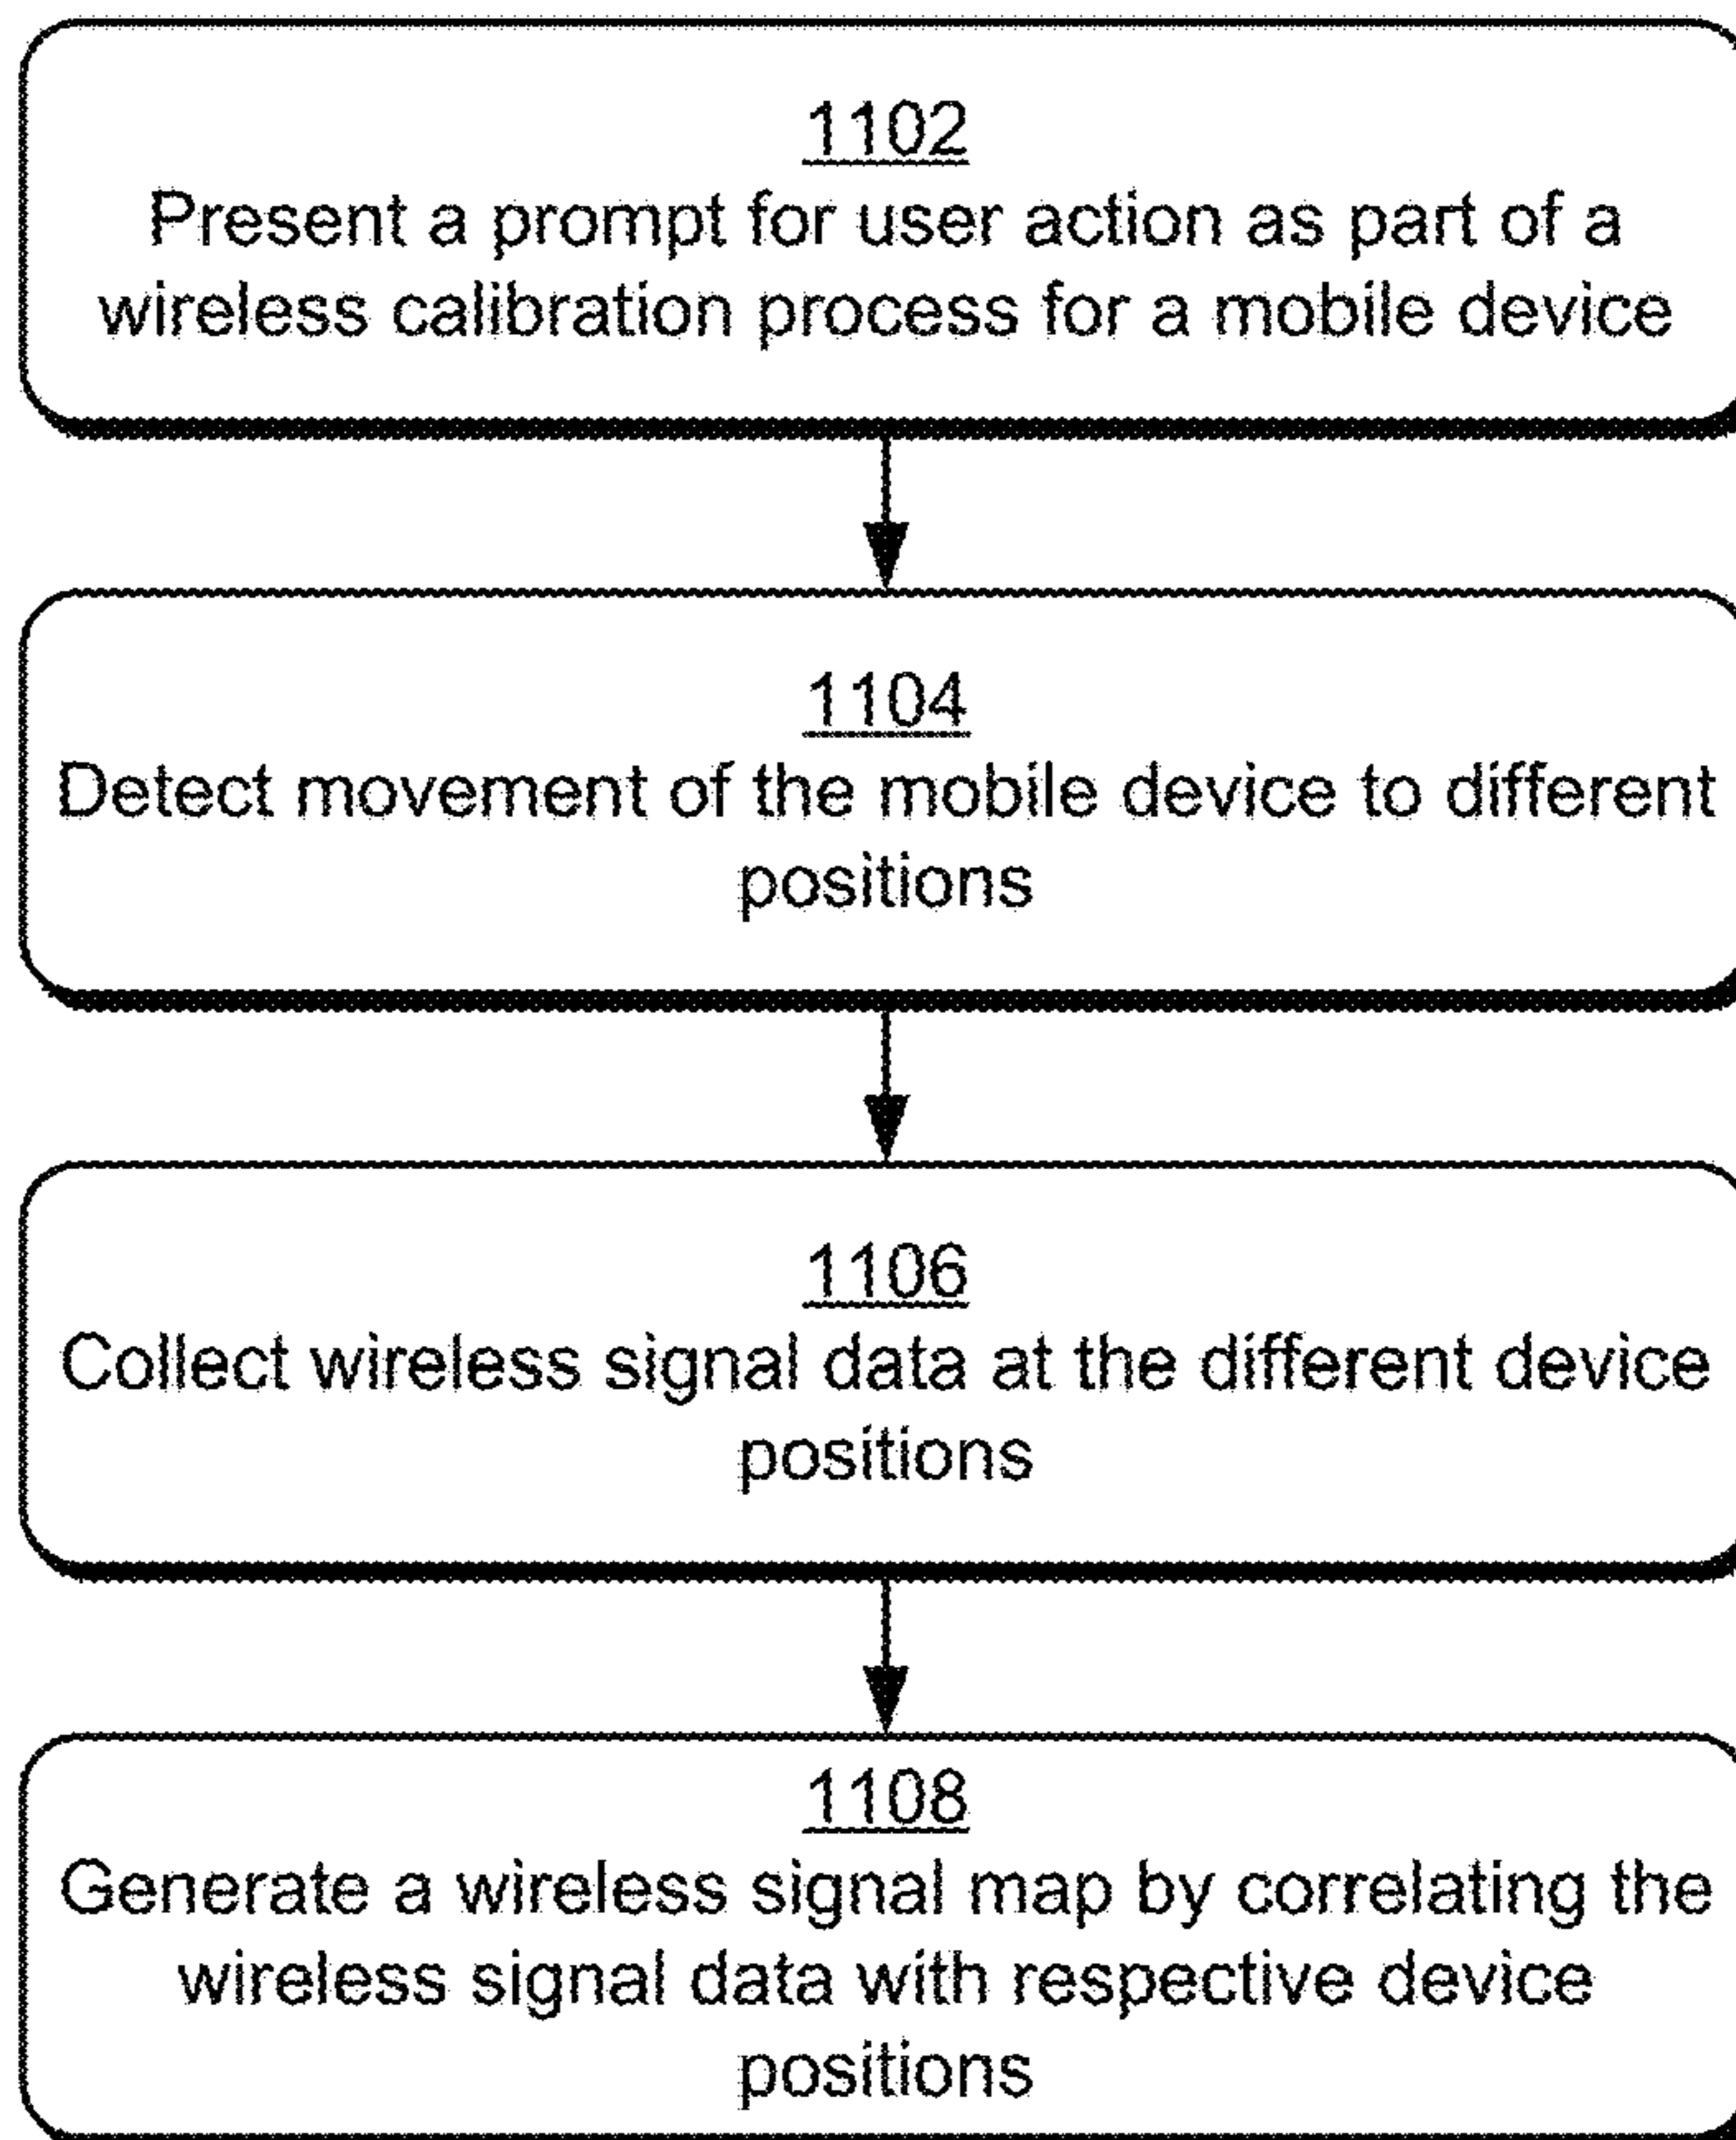 1102
Present a prompt for user action as part of a
wireless calibration process for a mobile device
1104
Detect movement of the mobile device to different
positions
1106
Collect wireless signal data at the different device
positions
1108
Generate a wireless signal map by correlating the
wireless signal data with respective device
positions